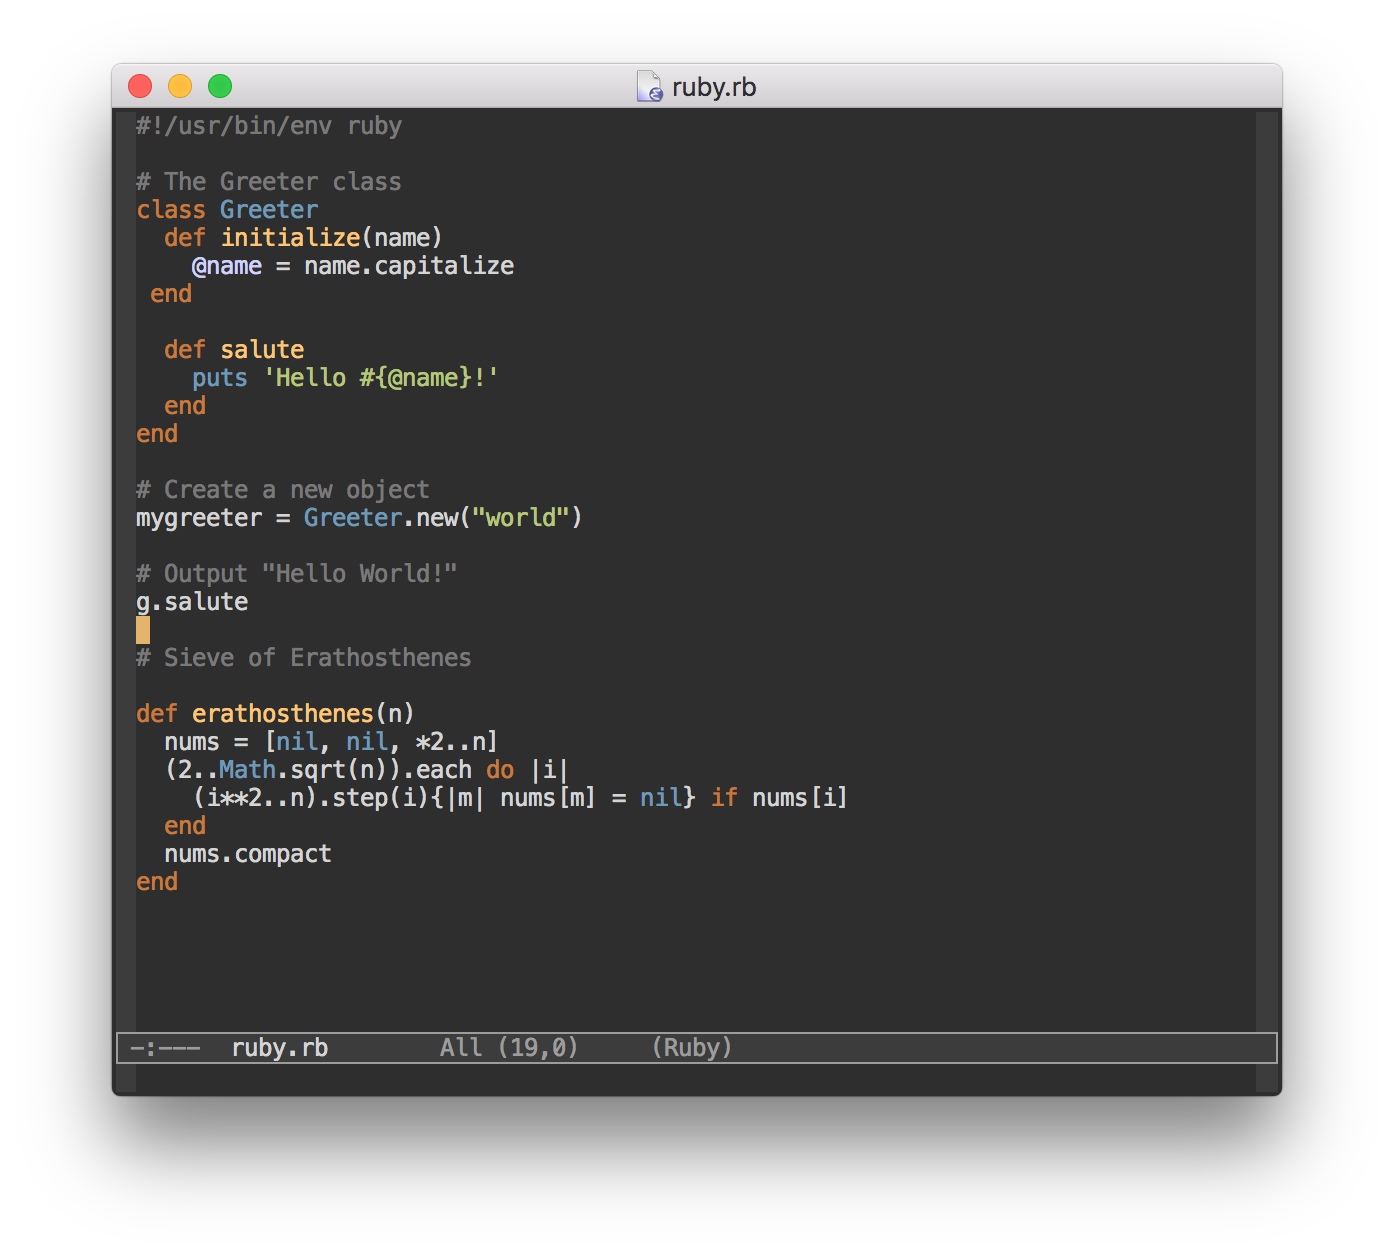 ruby.rb
#!/usr/bin/env ruby
# The Greeter class
class Greeter
  def initialize(name)
    @name = name.capitalize
 end
  def salute
    puts 'Hello #{@name}!'
  end
end
# Create a new object
mygreeter = Greeter.new("world")
# Output "Hello World!"
g.salute
# Sieve of Erathosthenes
def erathosthenes(n)
  nums = [nil, nil, *2..n]
  (2..Math.sqrt(n)).each do |i|
    (i**2..n).step(i){|m| nums[m] = nil} if nums[i]
  end
  nums.compact
end
-:--- ruby.rb All (19,0) (Ruby)